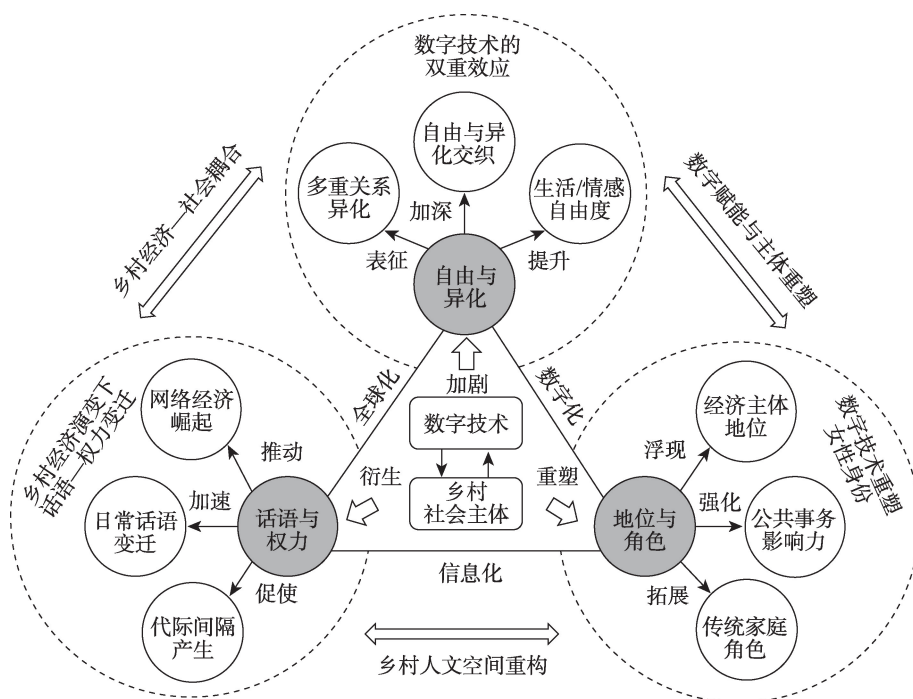 数字技术的
双重效应
自由与异
化交织
多重关系
异化
生活/情感
自由度
加深
表征
提升
自由与
异化
乡村经济—社会耦合
数字赋能与主体重塑
加剧
全球化
数字化
数字技术
乡村
社会主体
衍生
重塑
乡村经济演变下
话语—权力变迁
网络经济
崛起
推动
日常话语
变迁
加速
话语与
权力
促使
代际间隔
产生
信息化
数字技术重塑
女性身份
经济主体
地位
浮现
强化
公共事务
影响力
地位与
角色
拓展
传统家庭
角色
乡村人文空间重构